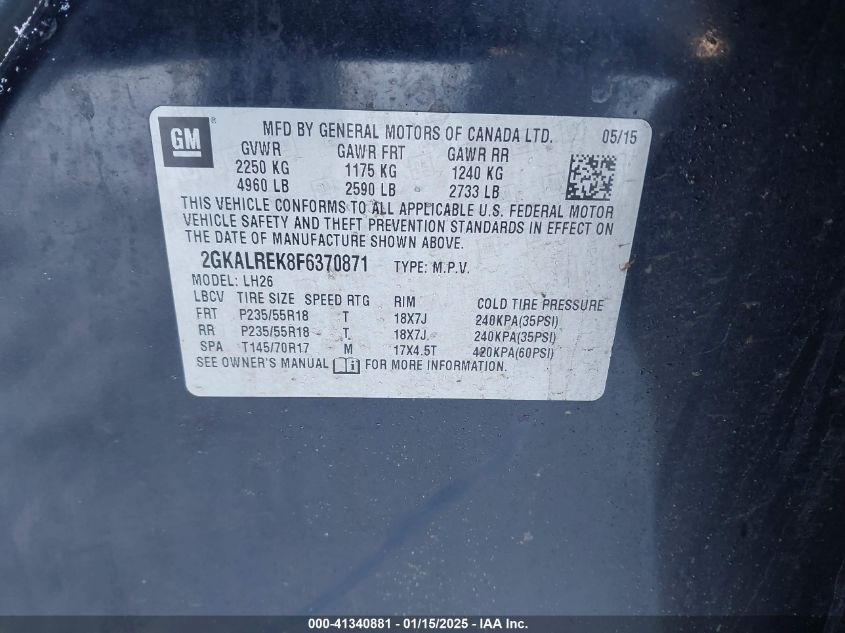 GM ® MFD BY GENERAL MOTORS OF CANADA LTD. 05/15
GVWR GAWR FRT GAWR RR
2250 KG 1175 KG 1240 KG
4960 LB 2590 LB 2733 LB
THIS VEHICLE CONFORMS TO ALL APPLICABLE U.S. FEDERAL MOTOR
VEHICLE SAFETY AND THEFT PREVENTION STANDARDS IN EFFECT ON
THE DATE OF MANUFACTURE SHOWN ABOVE.
2GKALREK8F6370871 TYPE: M.P.V.
MODEL: LH26
LBCV TIRE SIZE SPEED RTG RIM COLD TIRE PRESSURE
FRT P235/55R18 T 18X7J 240KPA(35PSI)
RR P235/55R18 T 18X7J 240KPA(35PSI)
SPA T145/70R17 M 17X4.5T 420KPA(60PSI)
SEE OWNER'S MANUAL i FOR MORE INFORMATION.
000-41340881 - 01/15/2025 - IAA Inc.